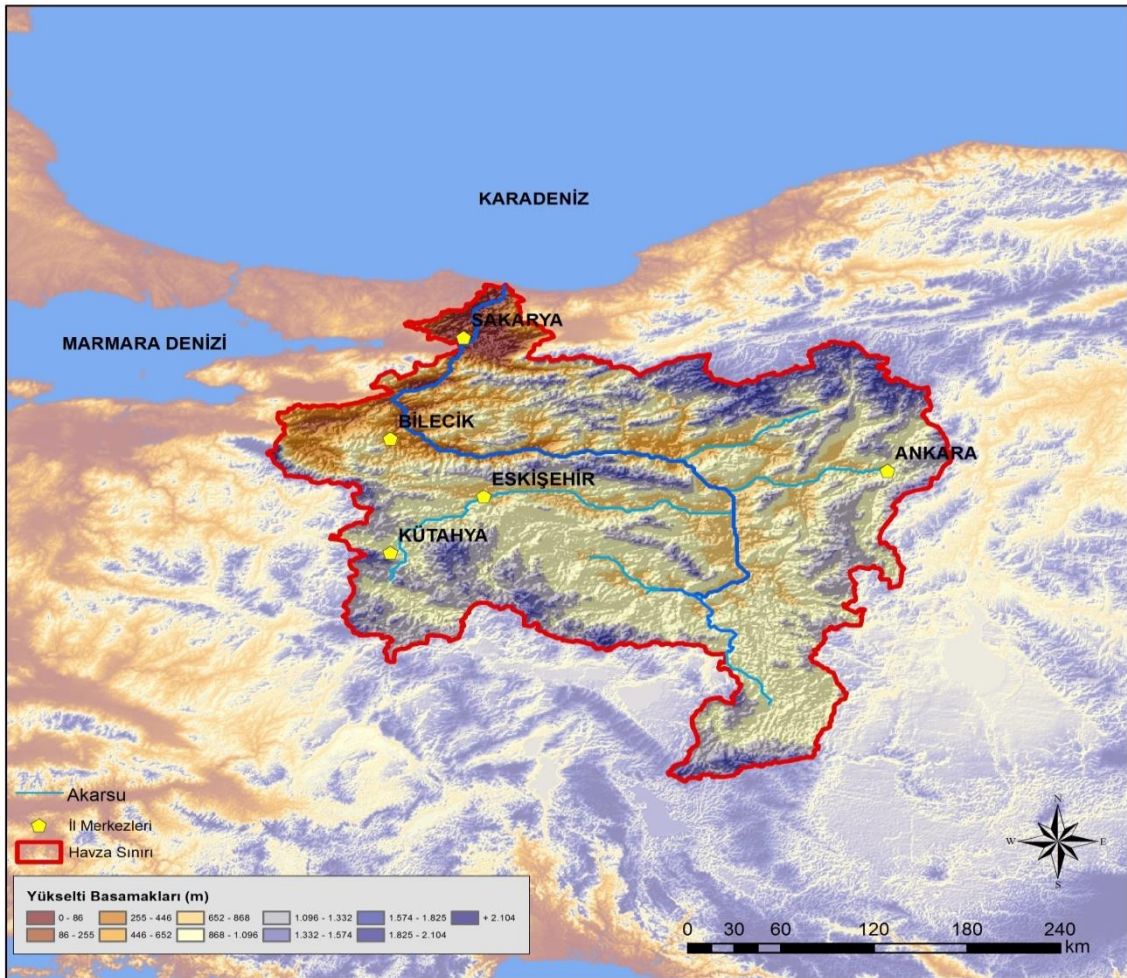 KARADENİZ
SAKARYA
MARMARA DENİZİ
BİLECİK
ANKARA
ESKİŞEHİR
KÜTAHYA
Akarsu
İl Merkezleri
Havza Sınırı
N
W E
S
Yükselti Basamakları (m)
0 - 86 255 - 446 652 - 868 1.096 - 1.332 1.574 - 1.825 + 2.104
86 - 255 446 - 652 868 - 1.096 1.332 - 1.574 1.825 - 2.104
0 30 60 120 180 240
km